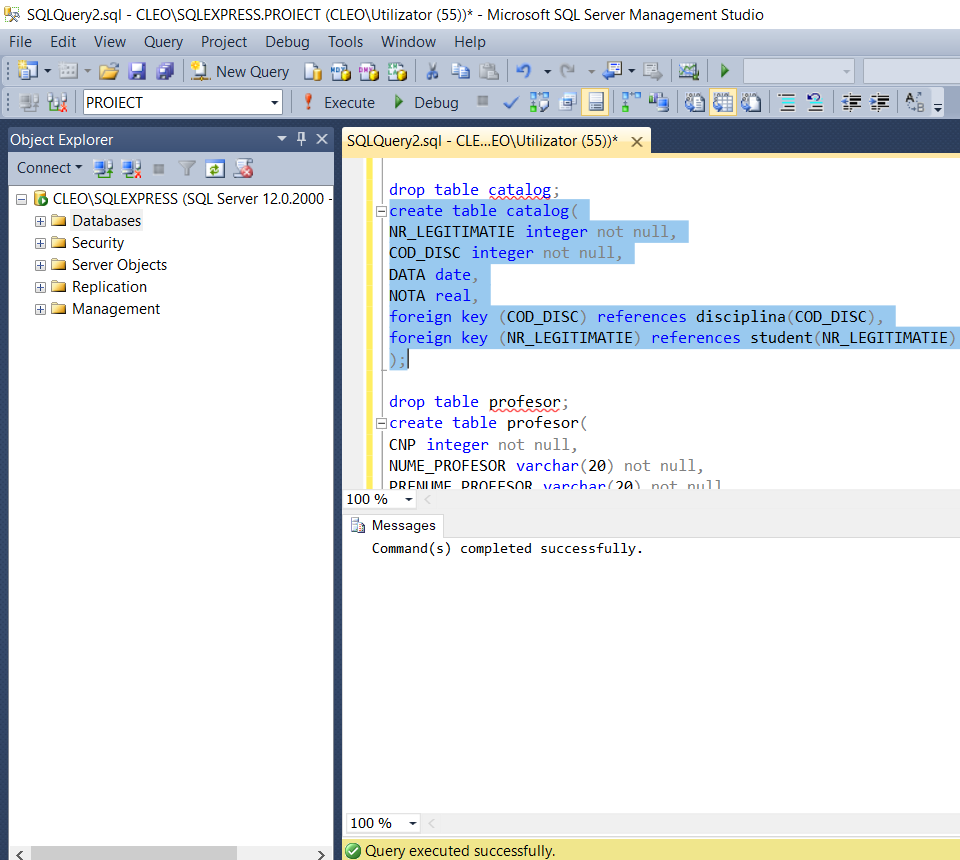 SQLQuery2.sql - CLEO\SQLEXPRESS.PROIECT (CLEO\Utilizator (55))* - Microsoft SQL Server Management Studio
File Edit View Query Project Debug Tools Window Help
New Query
PROIECT Execute Debug
Object Explorer
Connect
CLEO\SQLEXPRESS (SQL Server 12.0.2000 -
Databases
Security
Server Objects
Replication
Management
SQLQuery2.sql - CLE...EO\Utilizator (55))*
drop table catalog;
create table catalog(
NR_LEGITIMATIE integer not null,
COD_DISC integer not null,
DATA date,
NOTA real,
foreign key (COD_DISC) references disciplina(COD_DISC),
foreign key (NR_LEGITIMATIE) references student(NR_LEGITIMATIE)
);
drop table profesor;
create table profesor(
CNP integer not null,
NUME_PROFESOR varchar(20) not null,
PRENUME_PROFESOR varchar(20) not null
100 %
Messages
Command(s) completed successfully.
100 %
Query executed successfully.